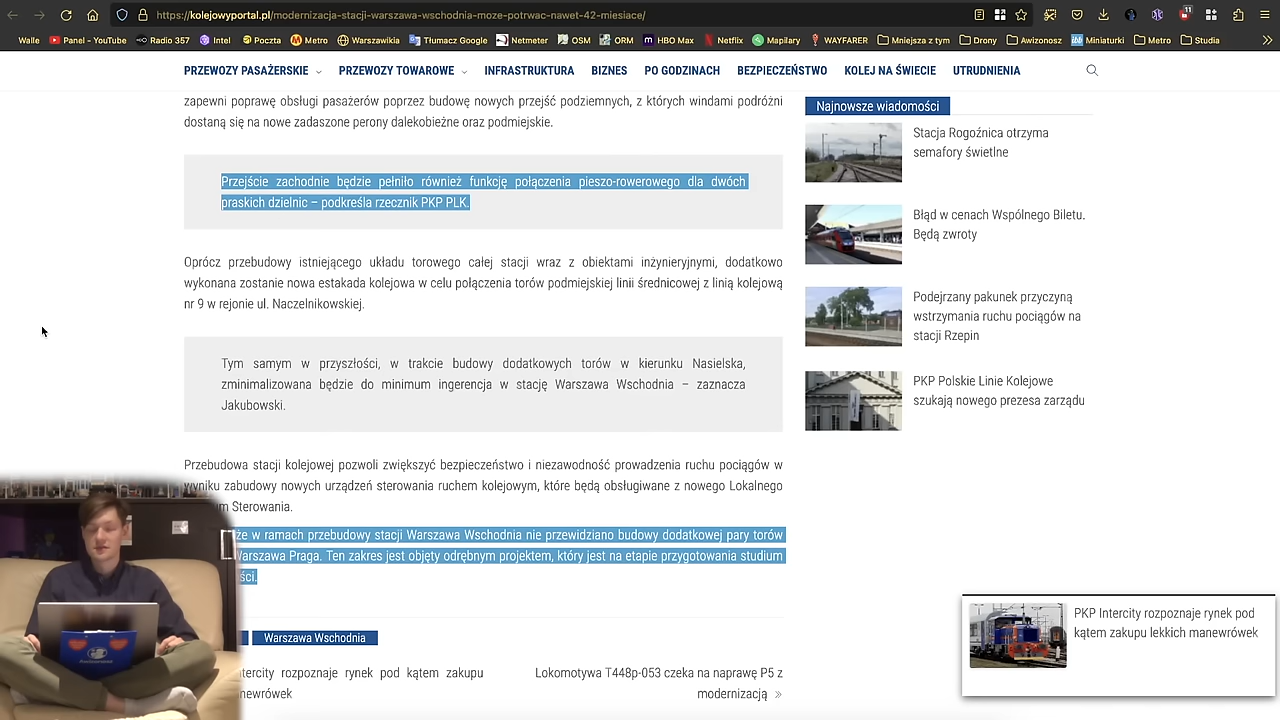 https://kolejowyportal.pl/modernizacja-stacji-warszawa-wschodnia-moze-potrwac-nawet-42-miesiace/
11
Walle Panel - YouTube Radio 357 Intel Poczta Metro Warszawikia Tłumacz Google Netmeter OSM ORM HBO Max Netflix Mapilary WAYFARER Mniejsza z tym Drony Awizonosz Miniaturki Metro Studia
PRZEWOZY PASAŻERSKIE PRZEWOZY TOWAROWE INFRASTRUKTURA BIZNES PO GODZINACH BEZPIECZEŃSTWO KOLEJ NA ŚWIECIE UTRUDNIENIA
zapewni poprawę obsługi pasażerów poprzez budowę nowych przejść podziemnych, z których windami podróżni
dostaną się na nowe zadaszone perony dalekobieżne oraz podmiejskie.
Przejście zachodnie będzie pełniło również funkcję połączenia pieszo-rowerowego dla dwóch
praskich dzielnic – podkreśla rzecznik PKP PLK.
Oprócz przebudowy istniejącego układu torowego całej stacji wraz z obiektami inżynieryjnymi, dodatkowo
wykonana zostanie nowa estakada kolejowa w celu połączenia torów podmiejskiej linii średnicowej z linią kolejową
nr 9 w rejonie ul. Naczelnikowskiej.
Tym samym w przyszłości, w trakcie budowy dodatkowych torów w kierunku Nasielska,
zminimalizowana będzie do minimum ingerencja w stację Warszawa Wschodnia – zaznacza
Jakubowski.
Przebudowa stacji kolejowej pozwoli zwiększyć bezpieczeństwo i niezawodność prowadzenia ruchu pociągów w
wyniku zabudowy nowych urządzeń sterowania ruchem kolejowym, które będą obsługiwane z nowego Lokalnego
Sterowania.
że w ramach przebudowy stacji Warszawa Wschodnia nie przewidziano budowy dodatkowej pary torów
Warszawa Praga. Ten zakres jest objęty odrębnym projektem, który jest na etapie przygotowania studium
ści.
Warszawa Wschodnia
ntercity rozpoznaje rynek pod kątem zakupu
newrówek
Lokomotywa T448p-053 czeka na naprawę P5 z
modernizacją »
Najnowsze wiadomości
Stacja Rogoźnica otrzyma
semafory świetlne
Błąd w cenach Wspólnego Biletu.
Będą zwroty
Podejrzany pakunek przyczyną
wstrzymania ruchu pociągów na
stacji Rzepin
PKP Polskie Linie Kolejowe
szukają nowego prezesa zarządu
PKP Intercity rozpoznaje rynek pod
kątem zakupu lekkich manewrówek